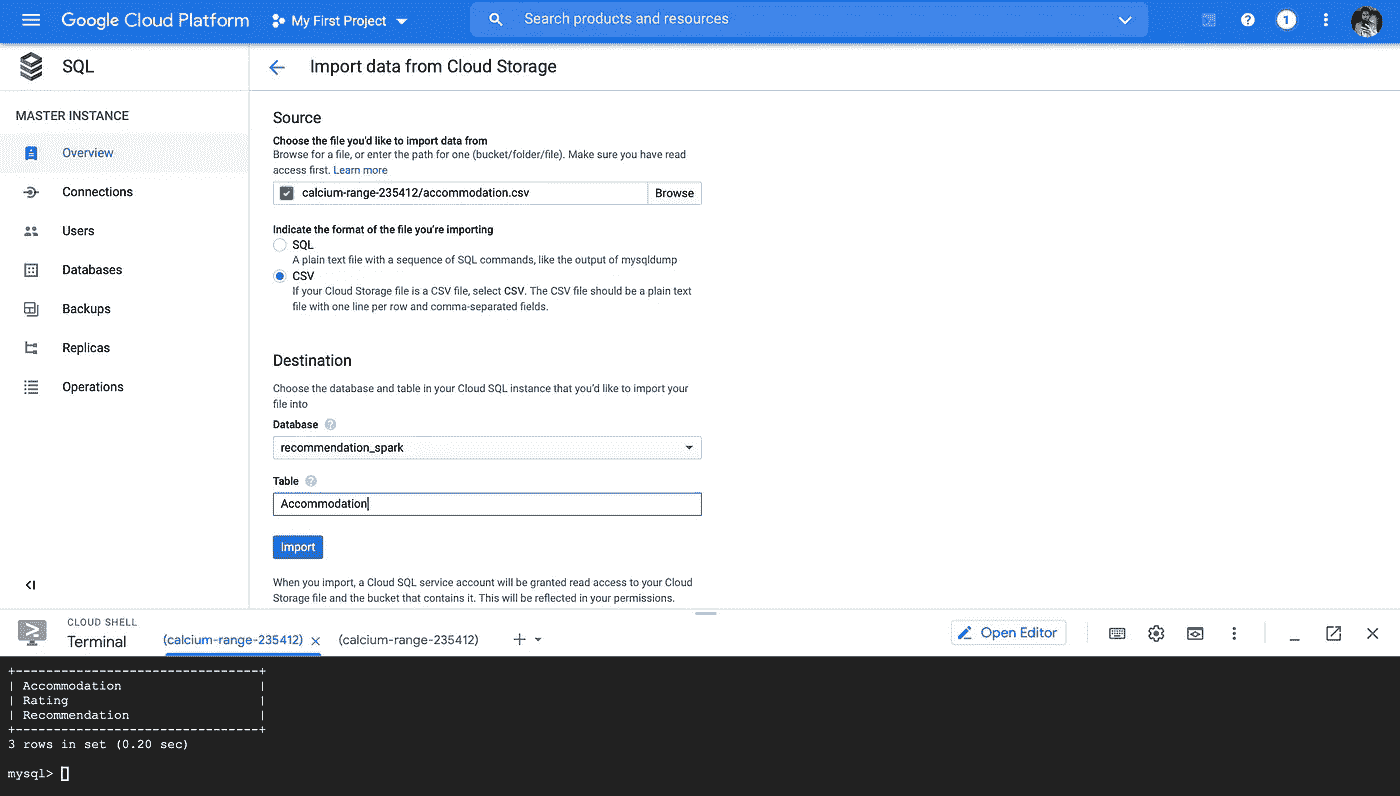 Google Cloud Platform
My First Project
Search products and resources
?
1
SQL
Import data from Cloud Storage
MASTER INSTANCE
Overview
Connections
Users
Databases
Backups
Replicas
Operations
Source
Choose the file you'd like to import data from
Browse for a file, or enter the path for one (bucket/folder/file). Make sure you have read
access first. Learn more
calcium-range-235412/accommodation.csv Browse
Indicate the format of the file you're importing
SQL
A plain text file with a sequence of SQL commands, like the output of mysqldump
CSV
If your Cloud Storage file is a CSV file, select CSV. The CSV file should be a plain text
file with one line per row and comma-separated fields.
Destination
Choose the database and table in your Cloud SQL instance that you'd like to import your
file into
Database ?
recommendation_spark
Table ?
Accommodation
Import
When you import, a Cloud SQL service account will be granted read access to your Cloud
Storage file and the bucket that contains it. This will be reflected in your permissions.
CLOUD SHELL
Terminal
(calcium-range-235412) × (calcium-range-235412) + Open Editor
+--------------------------------+
| Accommodation |
| Rating |
| Recommendation |
+--------------------------------+
3 rows in set (0.20 sec)
mysql>